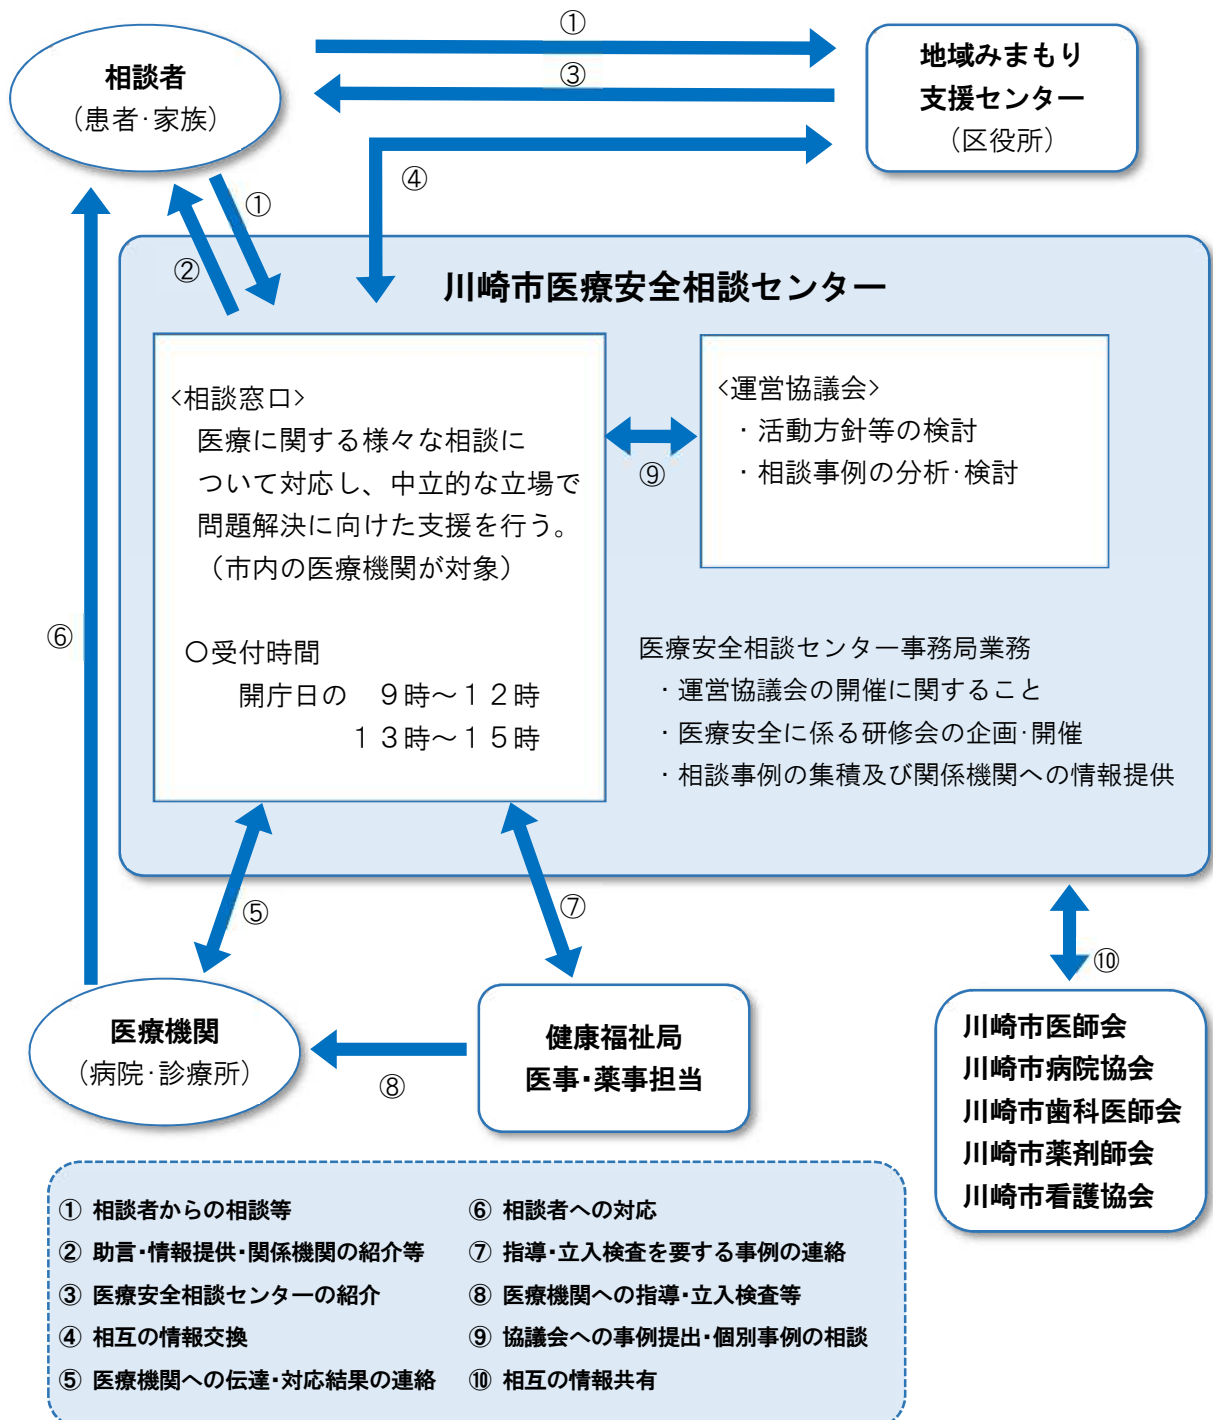 ①
相談者
（患者･家族）
③
地域みまもり
支援センター
（区役所）
④
①
②
川崎市医療安全相談センター
<相談窓口>
医療に関する様々な相談に
ついて対応し、中立的な立場で
問題解決に向けた支援を行う。
（市内の医療機関が対象）
〇受付時間
開庁日の　９時～１２時
１３時～１５時
⑨
<運営協議会>
・活動方針等の検討
・相談事例の分析･検討
医療安全相談センター事務局業務
・運営協議会の開催に関すること
・医療安全に係る研修会の企画･開催
・相談事例の集積及び関係機関への情報提供
⑥
⑤
⑦
⑩
医療機関
（病院･診療所）
⑧
健康福祉局
医事・薬事担当
川崎市医師会
川崎市病院協会
川崎市歯科医師会
川崎市薬剤師会
川崎市看護協会
① 相談者からの相談等
② 助言・情報提供・関係機関の紹介等
③ 医療安全相談センターの紹介
④ 相互の情報交換
⑤ 医療機関への伝達・対応結果の連絡
⑥ 相談者への対応
⑦ 指導・立入検査を要する事例の連絡
⑧ 医療機関への指導・立入検査等
⑨ 協議会への事例提出・個別事例の相談
⑩ 相互の情報共有